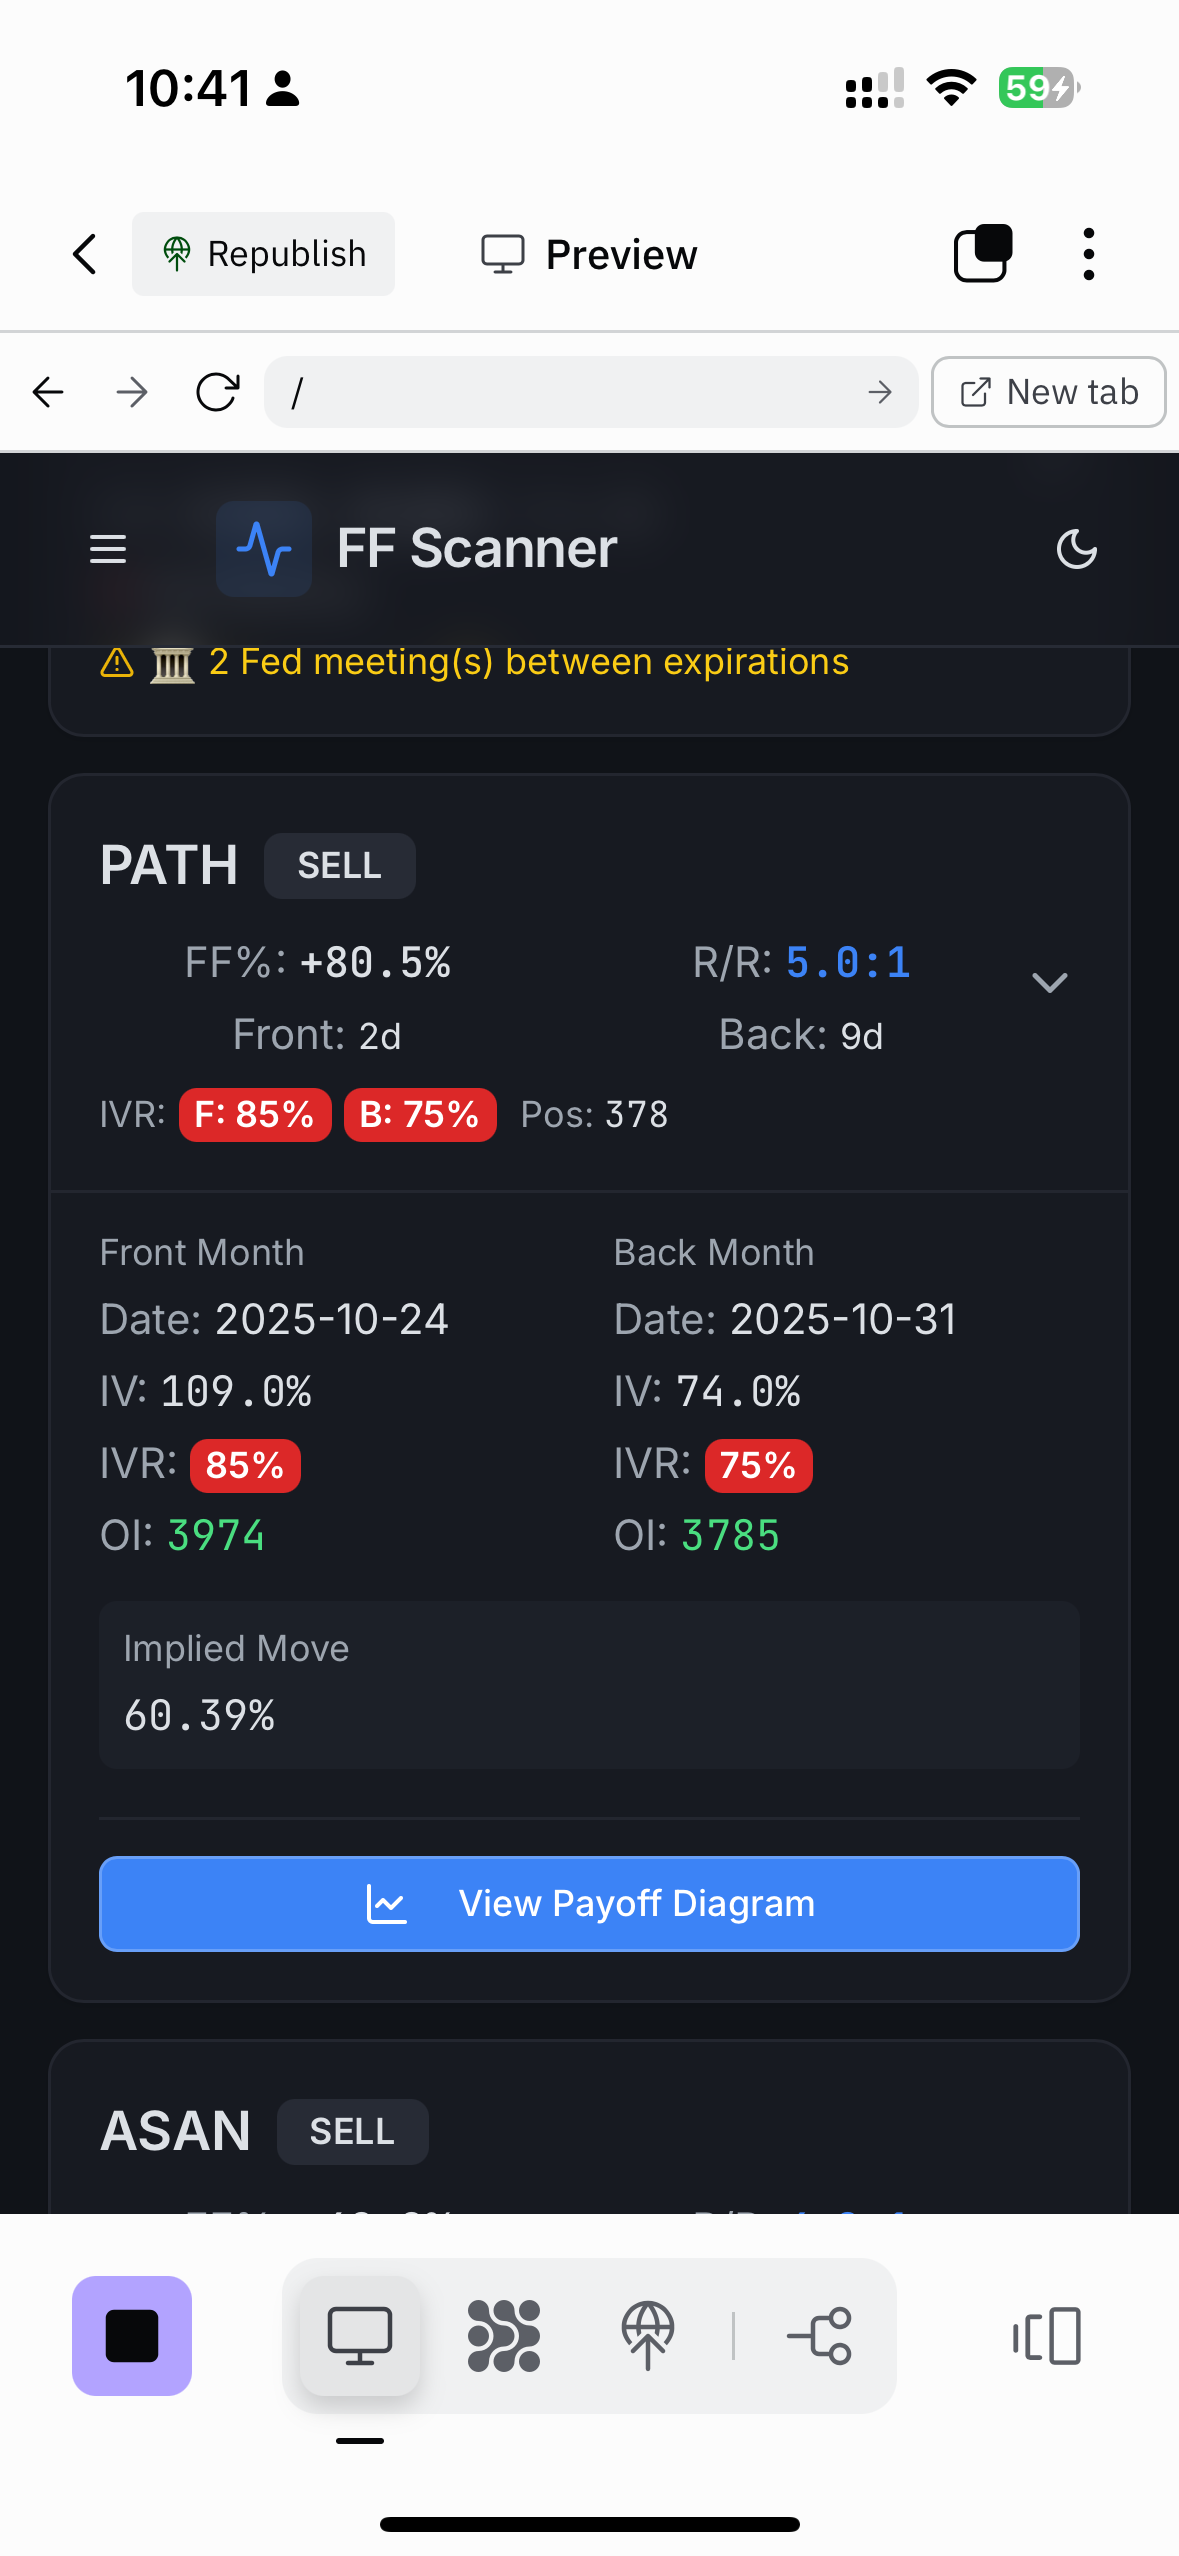 10:41
59
Republish
Preview
/
New tab
FF Scanner
2 Fed meeting(s) between expirations
PATH SELL
FF%: +80.5% R/R: 5.0:1
Front: 2d Back: 9d
IVR: F: 85% B: 75% Pos: 378
Front Month Back Month
Date: 2025-10-24 Date: 2025-10-31
IV: 109.0% IV: 74.0%
IVR: 85% IVR: 75%
OI: 3974 OI: 3785
Implied Move
60.39%
View Payoff Diagram
ASAN SELL